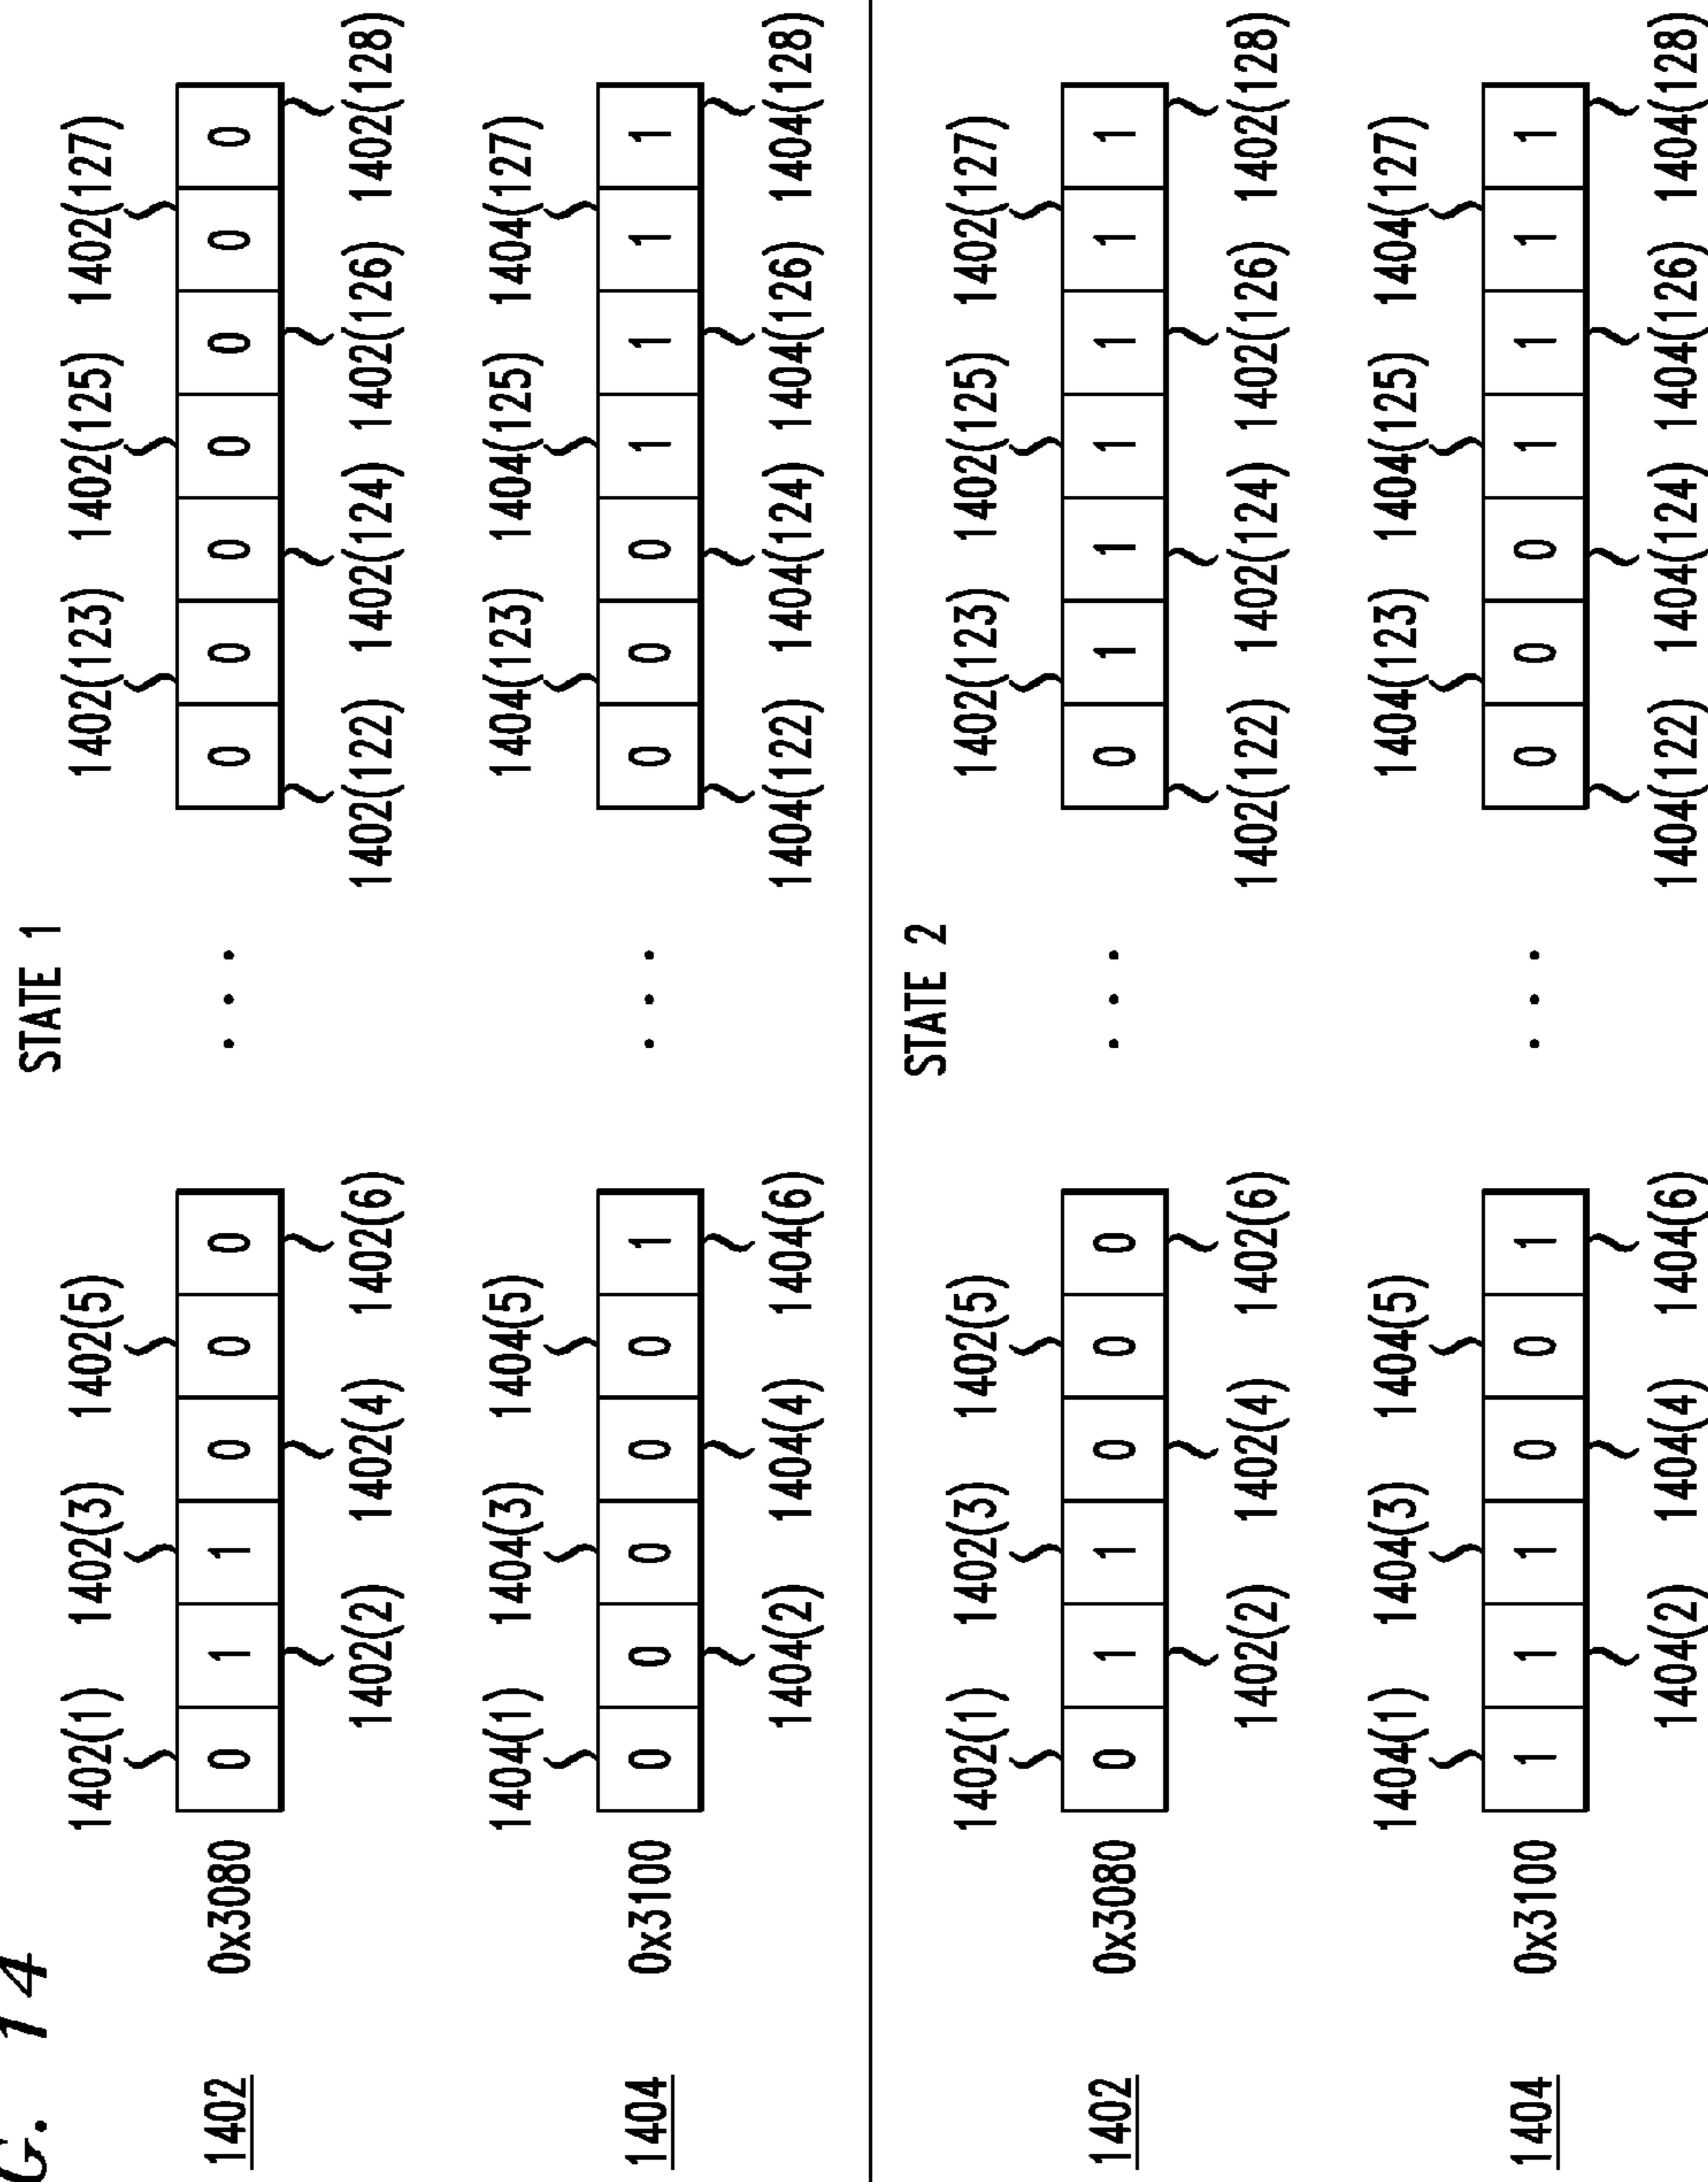 G. 14
STATE 1
1402(1) 1402(3) 1402(5) 1402(123) 1402(125) 1402(127)
1402 0x3080 0 1 1 0 0 0 . . . 0 0 0 0 0 0 0
1402(2) 1402(4) 1402(6) 1402(122) 1402(124) 1402(126) 1402(128)
1404(1) 1404(3) 1404(5) 1404(123) 1404(125) 1404(127)
1404 0x3100 0 0 0 0 0 1 . . . 0 0 0 1 1 1 1
1404(2) 1404(4) 1404(6) 1404(122) 1404(124) 1404(126) 1404(128)
STATE 2
1402(1) 1402(3) 1402(5) 1402(123) 1402(125) 1402(127)
1402 0x3080 0 1 1 0 0 0 . . . 0 1 1 1 1 1 1
1402(2) 1402(4) 1402(6) 1402(122) 1402(124) 1402(126) 1402(128)
1404(1) 1404(3) 1404(5) 1404(123) 1404(125) 1404(127)
1404 0x3100 1 1 1 0 0 1 . . . 0 0 0 1 1 1 1
1404(2) 1404(4) 1404(6) 1404(122) 1404(124) 1404(126) 1404(128)